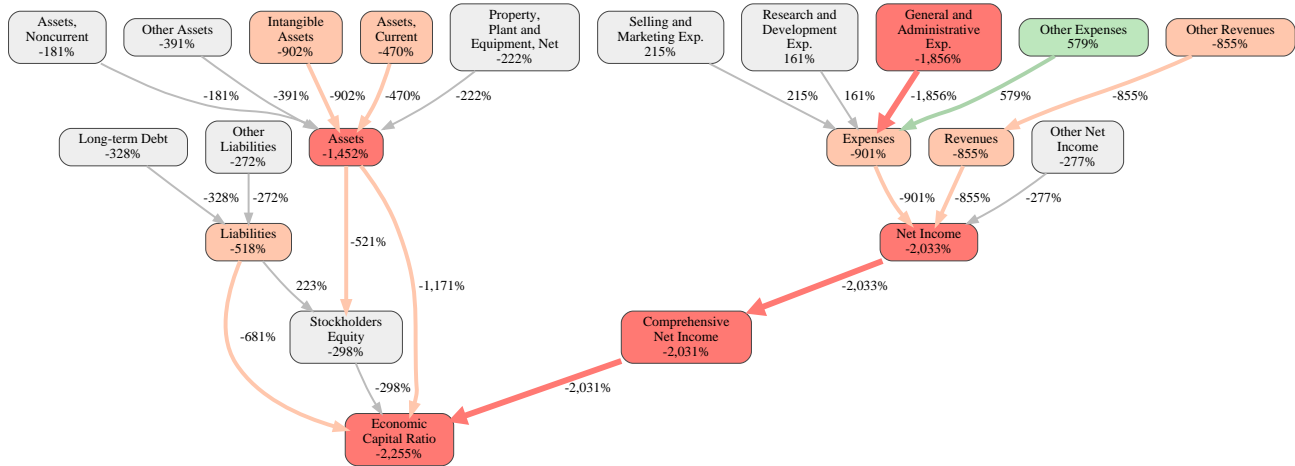 Assets,
Noncurrent
-181%
Other Assets
-391%
Intangible
Assets
-902%
Assets,
Current
-470%
Property,
Plant and
Equipment, Net
-222%
Selling and
Marketing Exp.
215%
Research and
Development
Exp.
161%
General and
Administrative
Exp.
-1,856%
Other Expenses
579%
Other Revenues
-855%
-181%
-391%
-902%
-470%
-222%
215%
161%
-1,856%
579%
-855%
Long-term Debt
-328%
Other
Liabilities
-272%
Assets
-1,452%
Expenses
-901%
Revenues
-855%
Other Net
Income
-277%
-328%
-272%
-521%
-901%
-855%
-277%
Liabilities
-518%
Net Income
-2,033%
223%
-1,171%
-2,033%
-681%
Stockholders
Equity
-298%
Comprehensive
Net Income
-2,031%
-298%
-2,031%
Economic
Capital Ratio
-2,255%